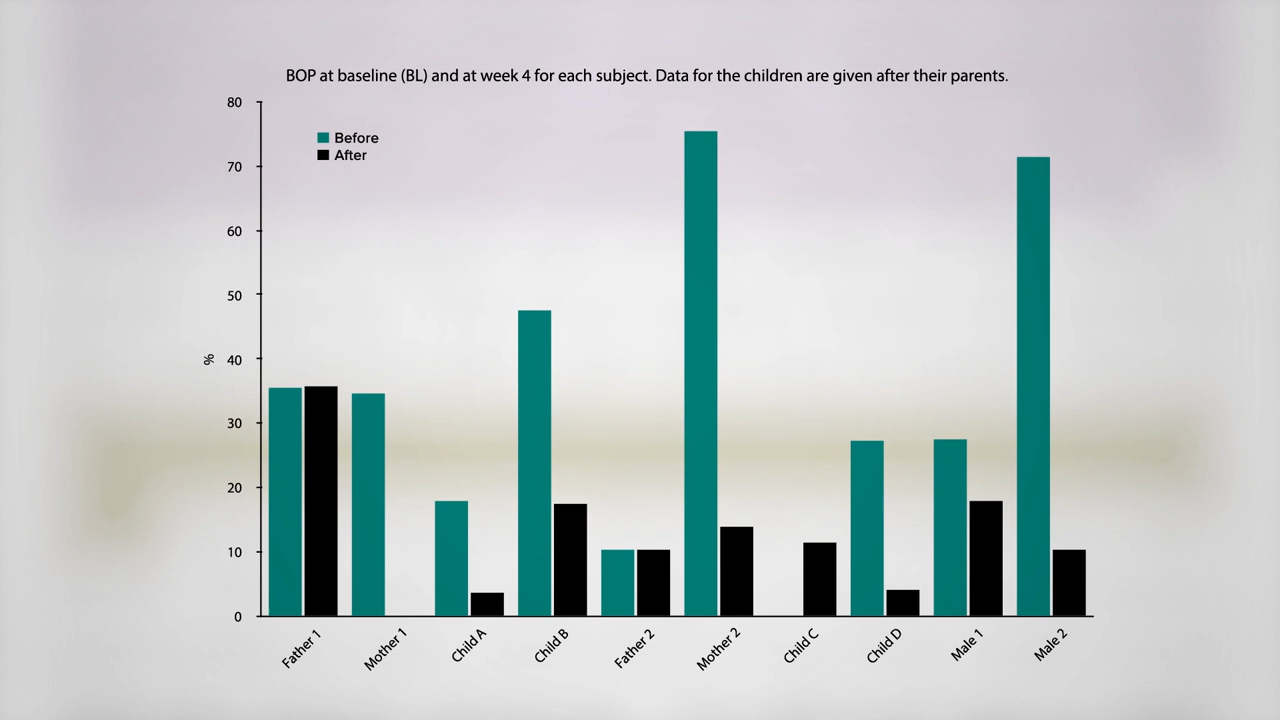 BOP at baseline (BL) and at week 4 for each subject. Data for the children are given after their parents.
80
Before
After
70
60
50
%
40
30
20
10
0
Father 1
Mother 1
Child A
Child B
Father 2
Mother 2
Child C
Child D
Male 1
Male 2